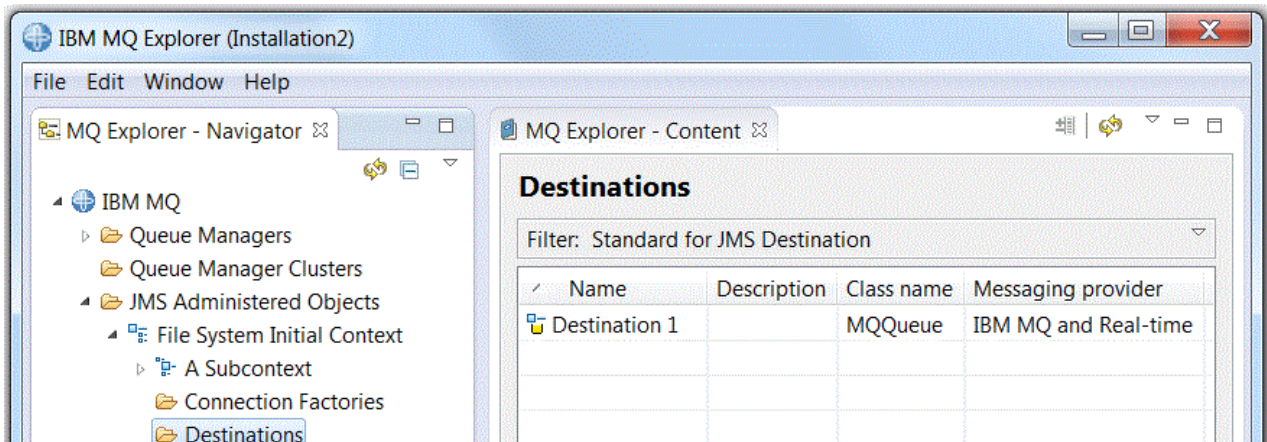 IBM MQ Explorer (Installation2)
File Edit Window Help
MQ Explorer - Navigator
IBM MQ
Queue Managers
Queue Manager Clusters
JMS Administered Objects
File System Initial Context
A Subcontext
Connection Factories
Destinations
MQ Explorer - Content
Destinations
Filter: Standard for JMS Destination
Name Description Class name Messaging provider
Destination 1 MQQueue IBM MQ and Real-time